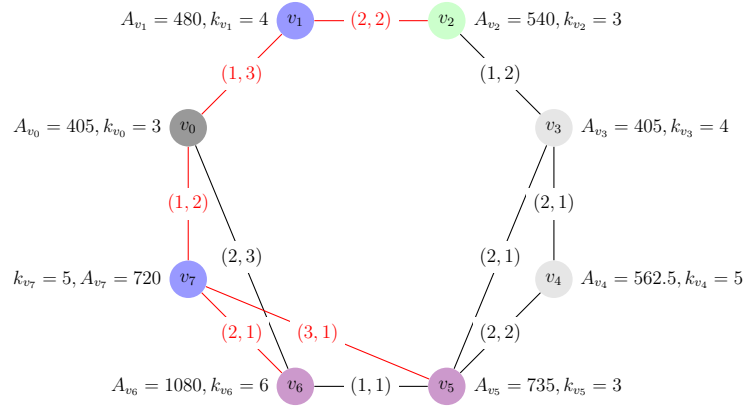 A_{v_1} = 480, k_{v_1} = 4
v_1
(2, 2)
v_2
A_{v_2} = 540, k_{v_2} = 3
(1, 3)
(1, 2)
A_{v_0} = 405, k_{v_0} = 3
v_0
v_3
A_{v_3} = 405, k_{v_3} = 4
(1, 2)
(2, 1)
(2, 3)
(2, 1)
k_{v_7} = 5, A_{v_7} = 720
v_7
v_4
A_{v_4} = 562.5, k_{v_4} = 5
(2, 1)
(3, 1)
(2, 2)
A_{v_6} = 1080, k_{v_6} = 6
v_6
(1, 1)
v_5
A_{v_5} = 735, k_{v_5} = 3